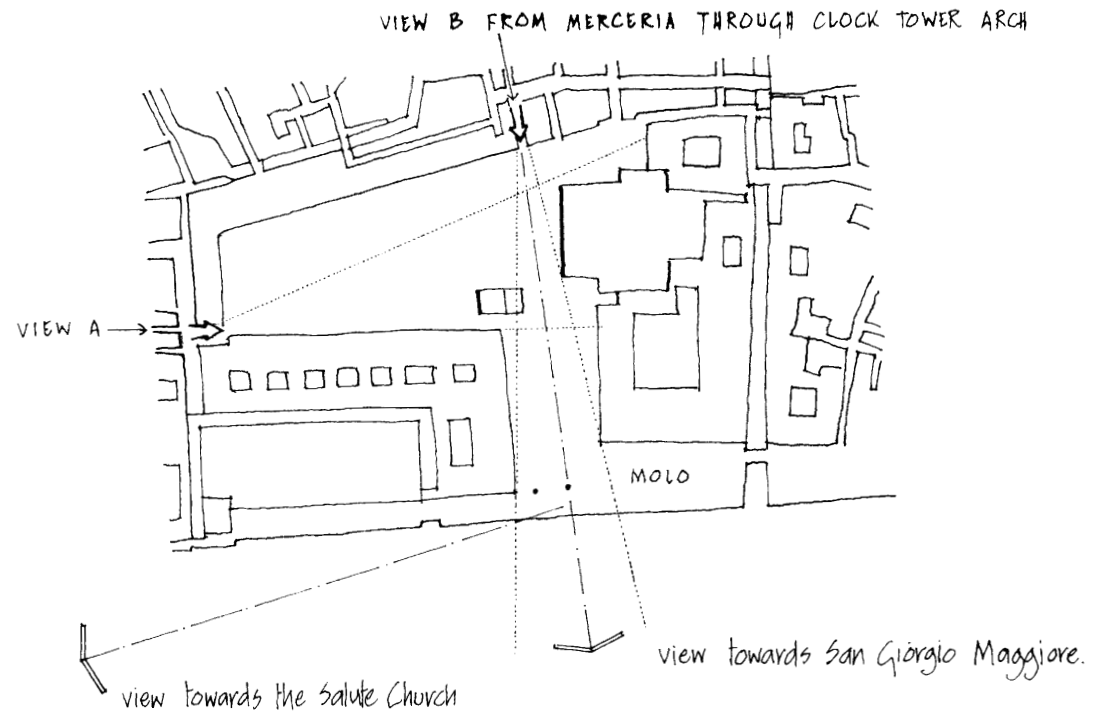 VIEW B FROM MERCERIA THROUGH CLOCK TOWER ARCH
VIEW A
MOLO
view towards San Giorgio Maggiore.
view towards the Salute Church